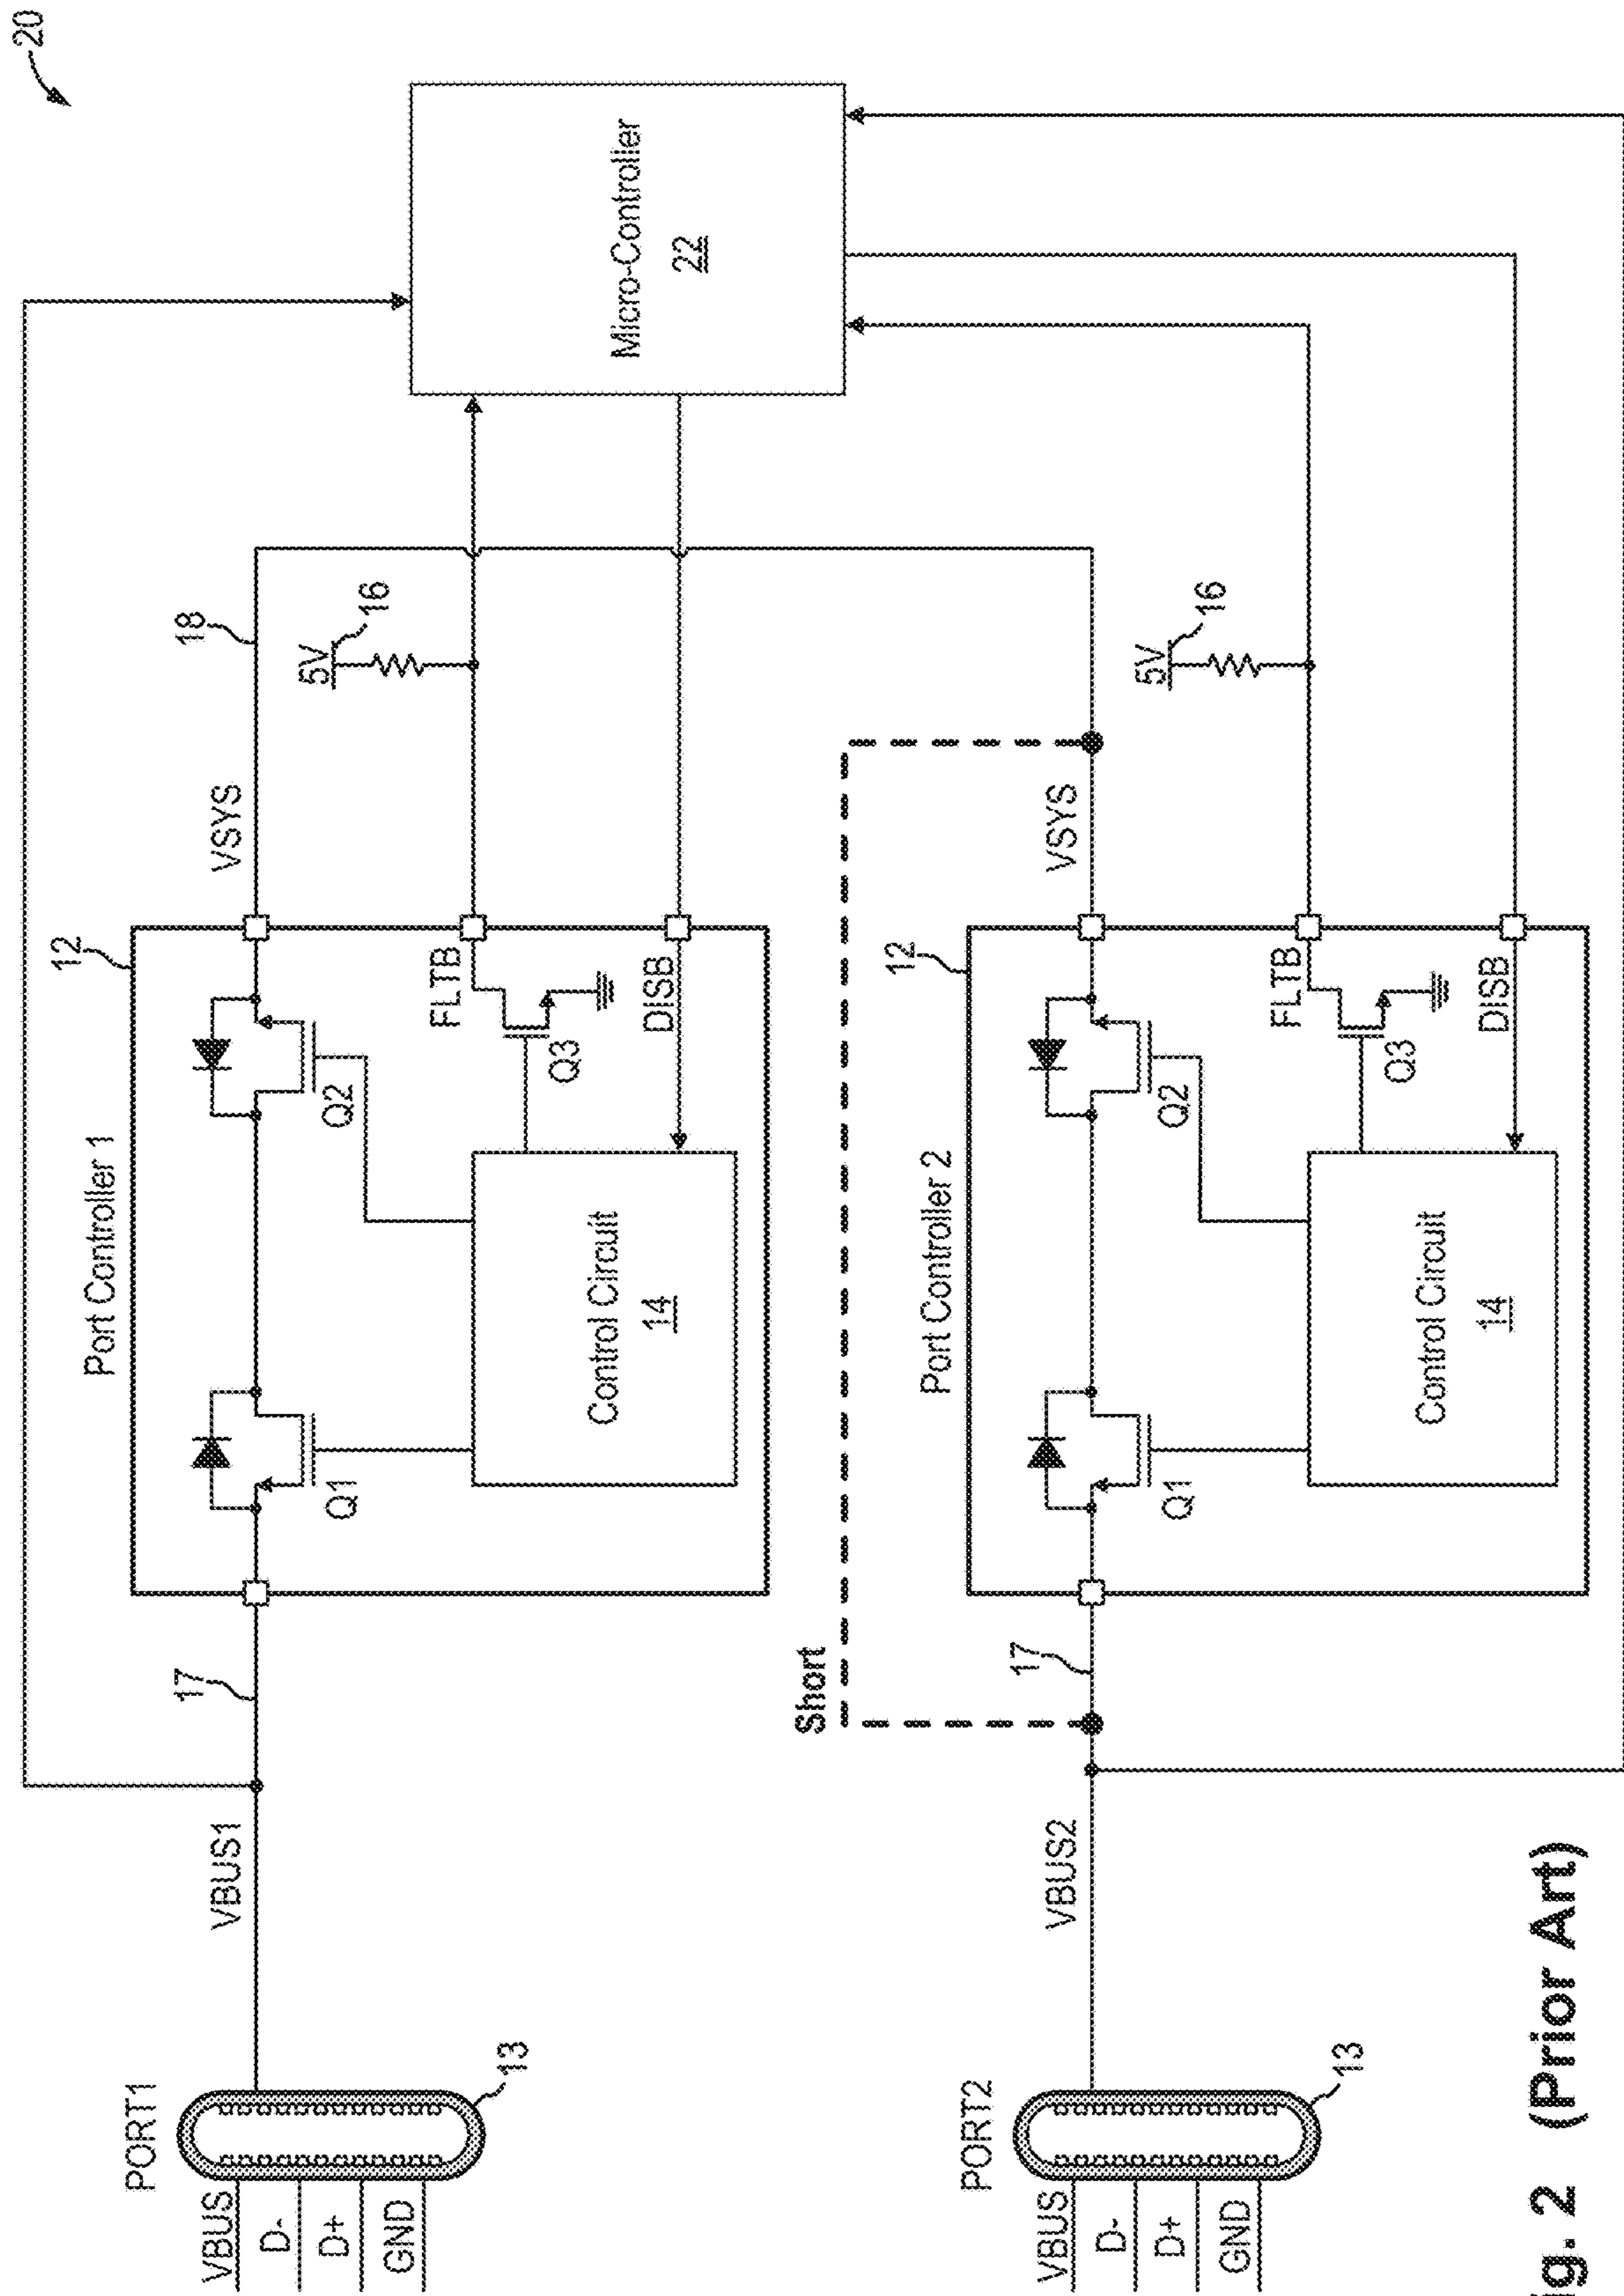 20
Micro-Controller
22
18
5V
16
VSYS
12
Port Controller 1
Q1
Q2
FLTB
Q3
DISB
Control Circuit
14
17
VBUS1
PORT1
13
VBUS
D-
D+
GND
Short
5V
16
VSYS
12
Port Controller 2
Q1
Q2
FLTB
Q3
DISB
Control Circuit
14
17
VBUS2
PORT2
13
VBUS
D-
D+
GND
ig. 2 (Prior Art)